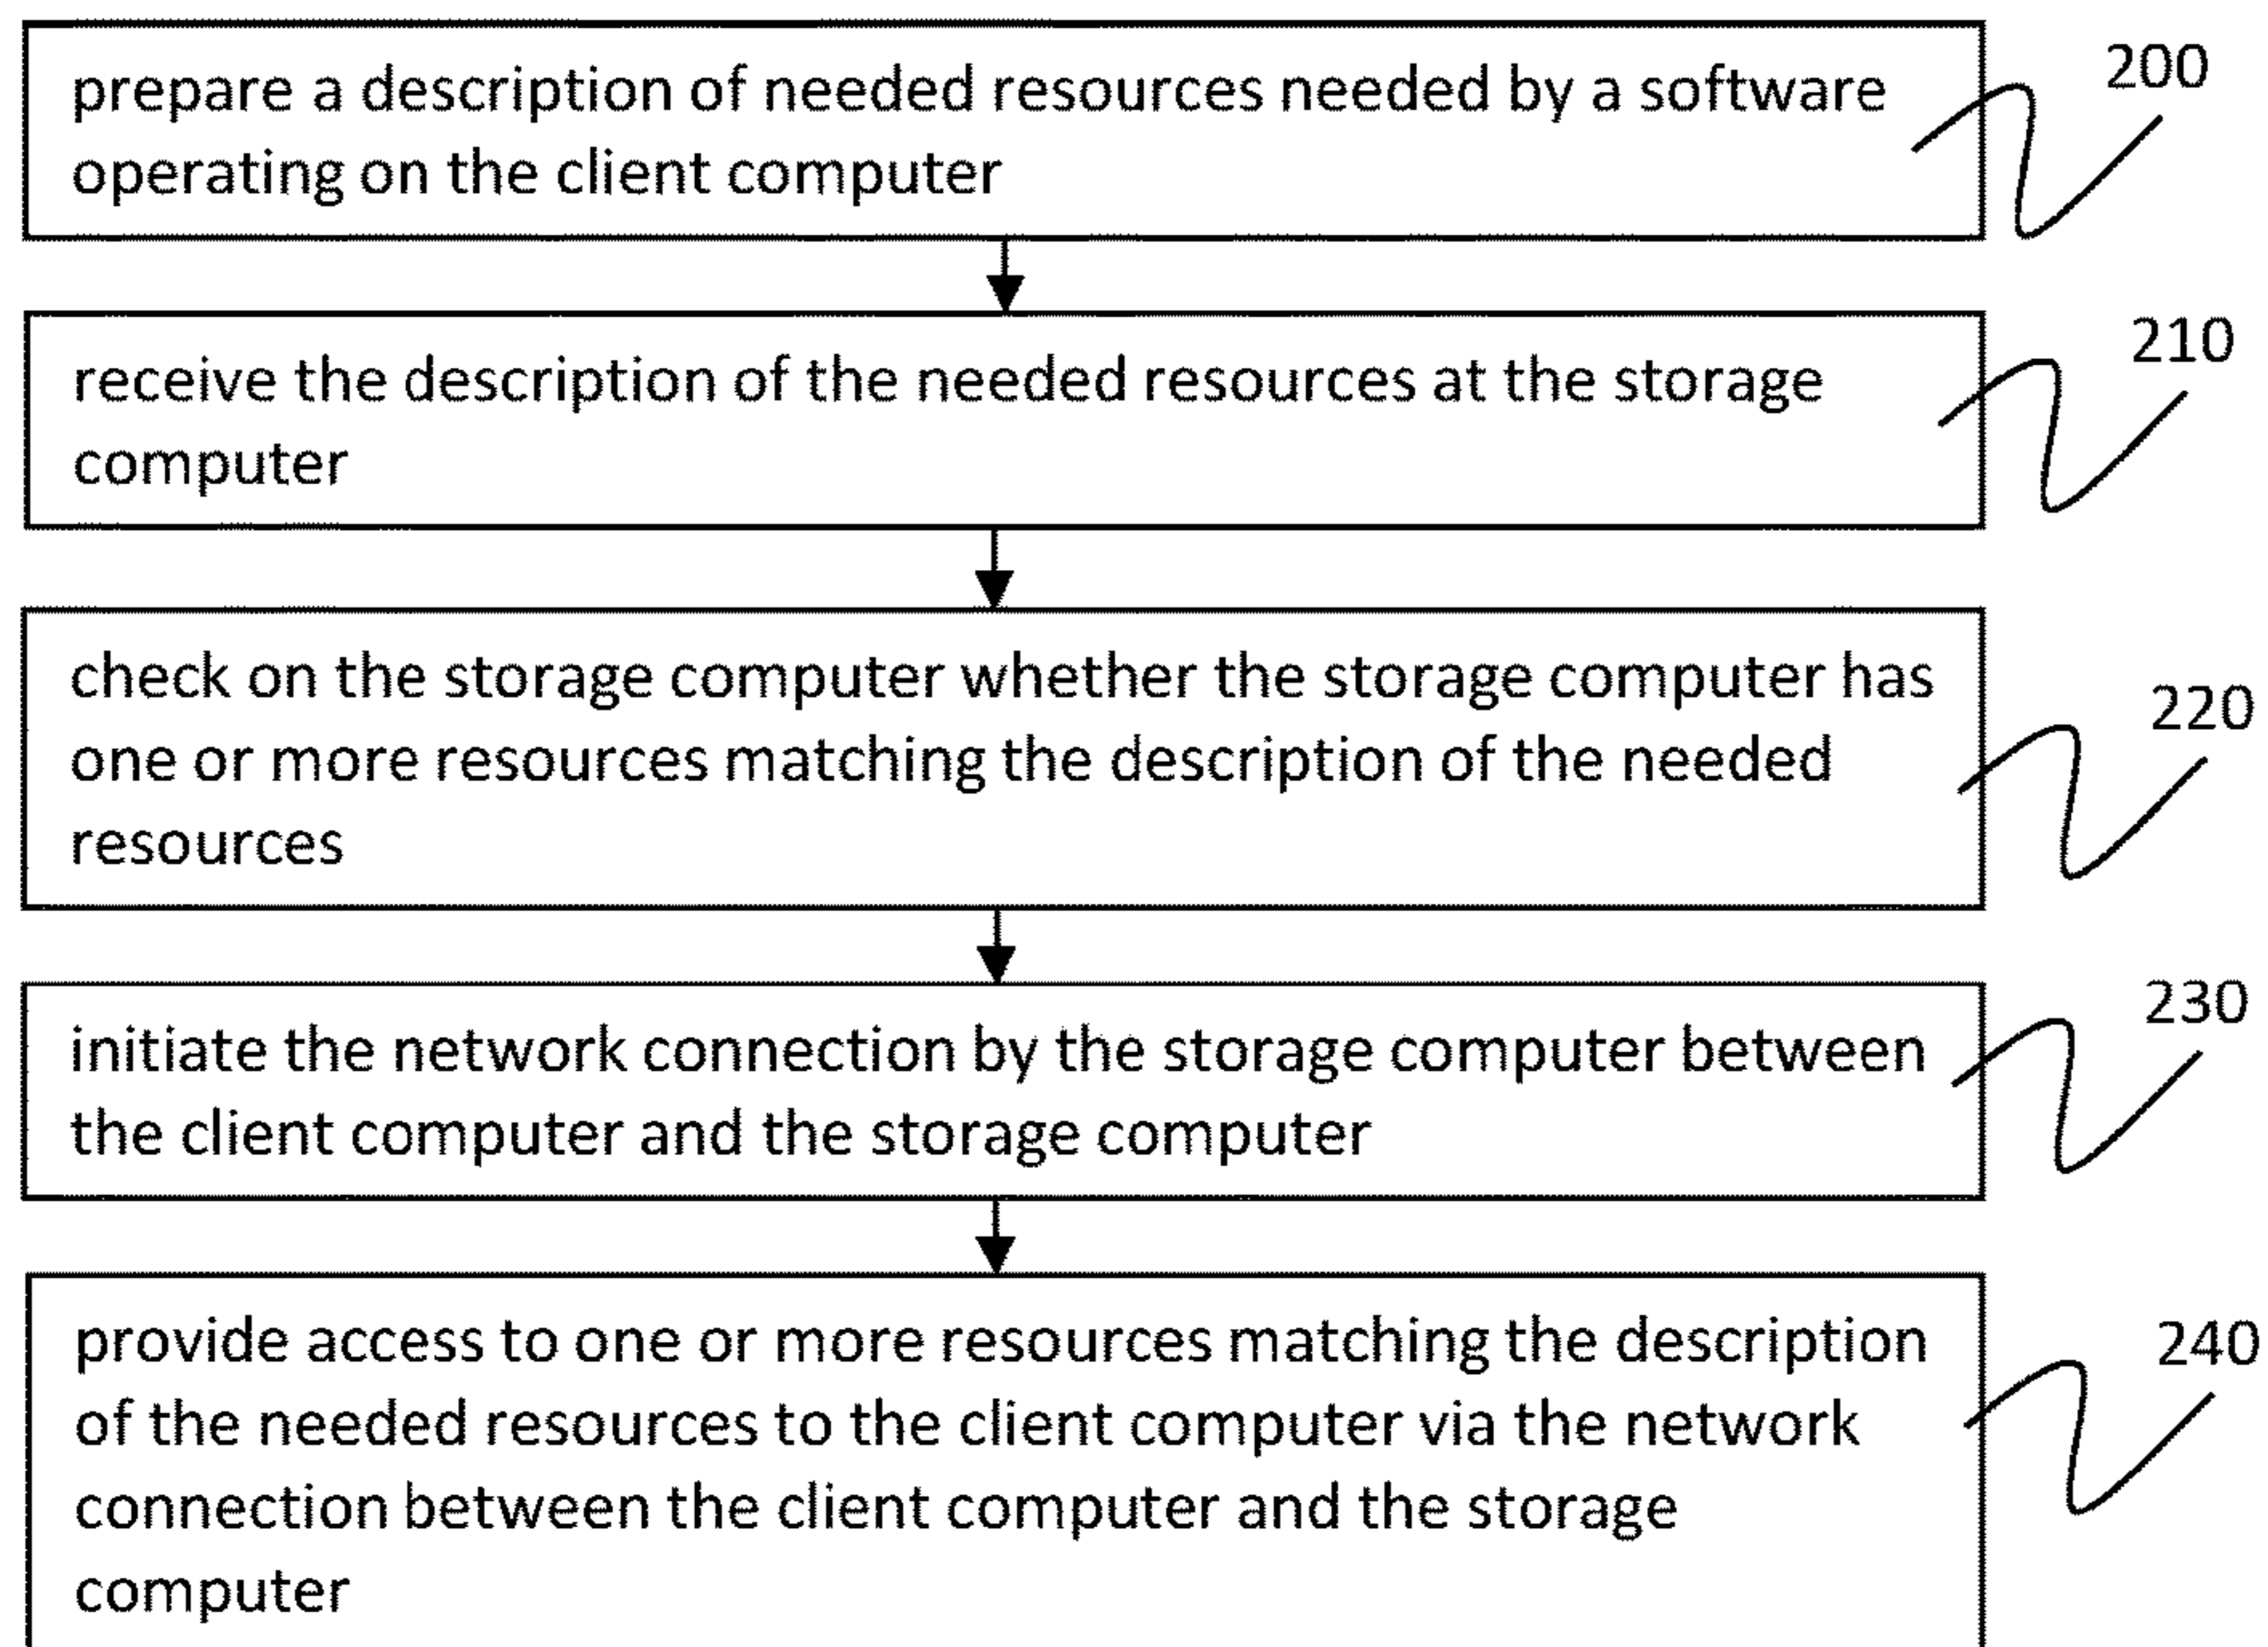 prepare a description of needed resources needed by a software
operating on the client computer
200
receive the description of the needed resources at the storage
computer
210
check on the storage computer whether the storage computer has
one or more resources matching the description of the needed
resources
220
initiate the network connection by the storage computer between
the client computer and the storage computer
230
provide access to one or more resources matching the description
of the needed resources to the client computer via the network
connection between the client computer and the storage
computer
240